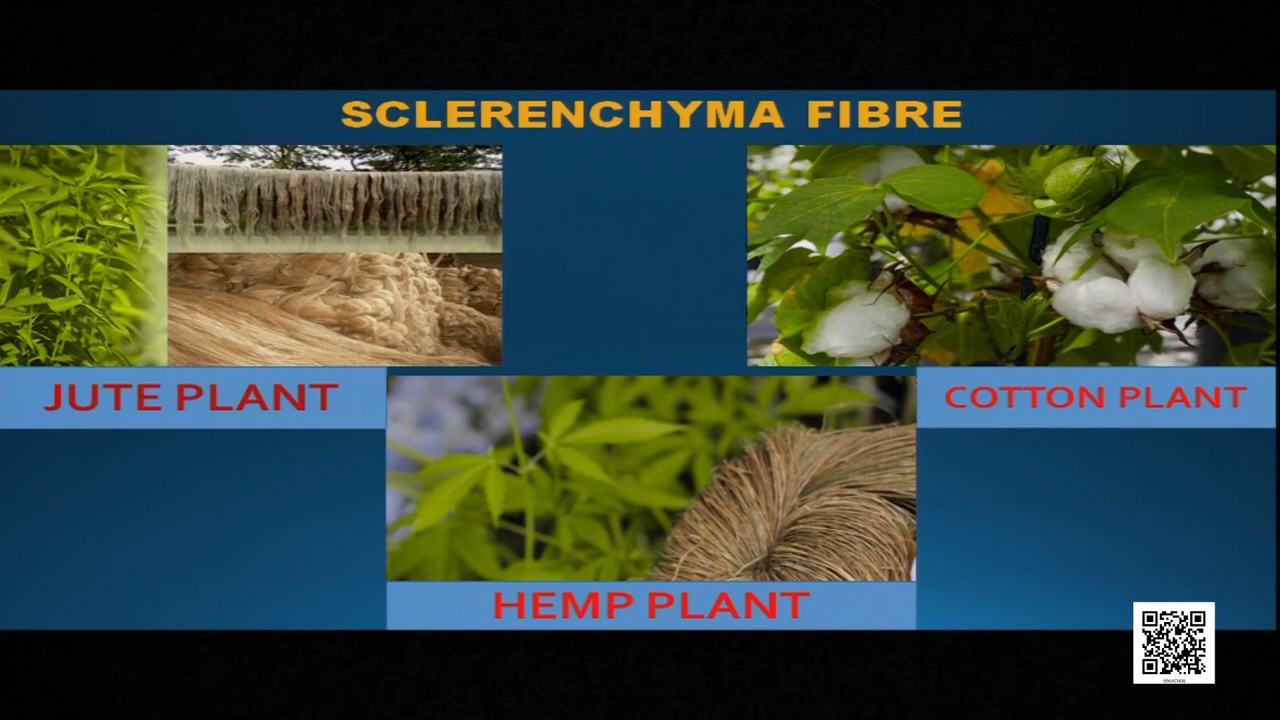 SCLERENCHYMA FIBRE
JUTE PLANT
COTTON PLANT
HEMP PLANT